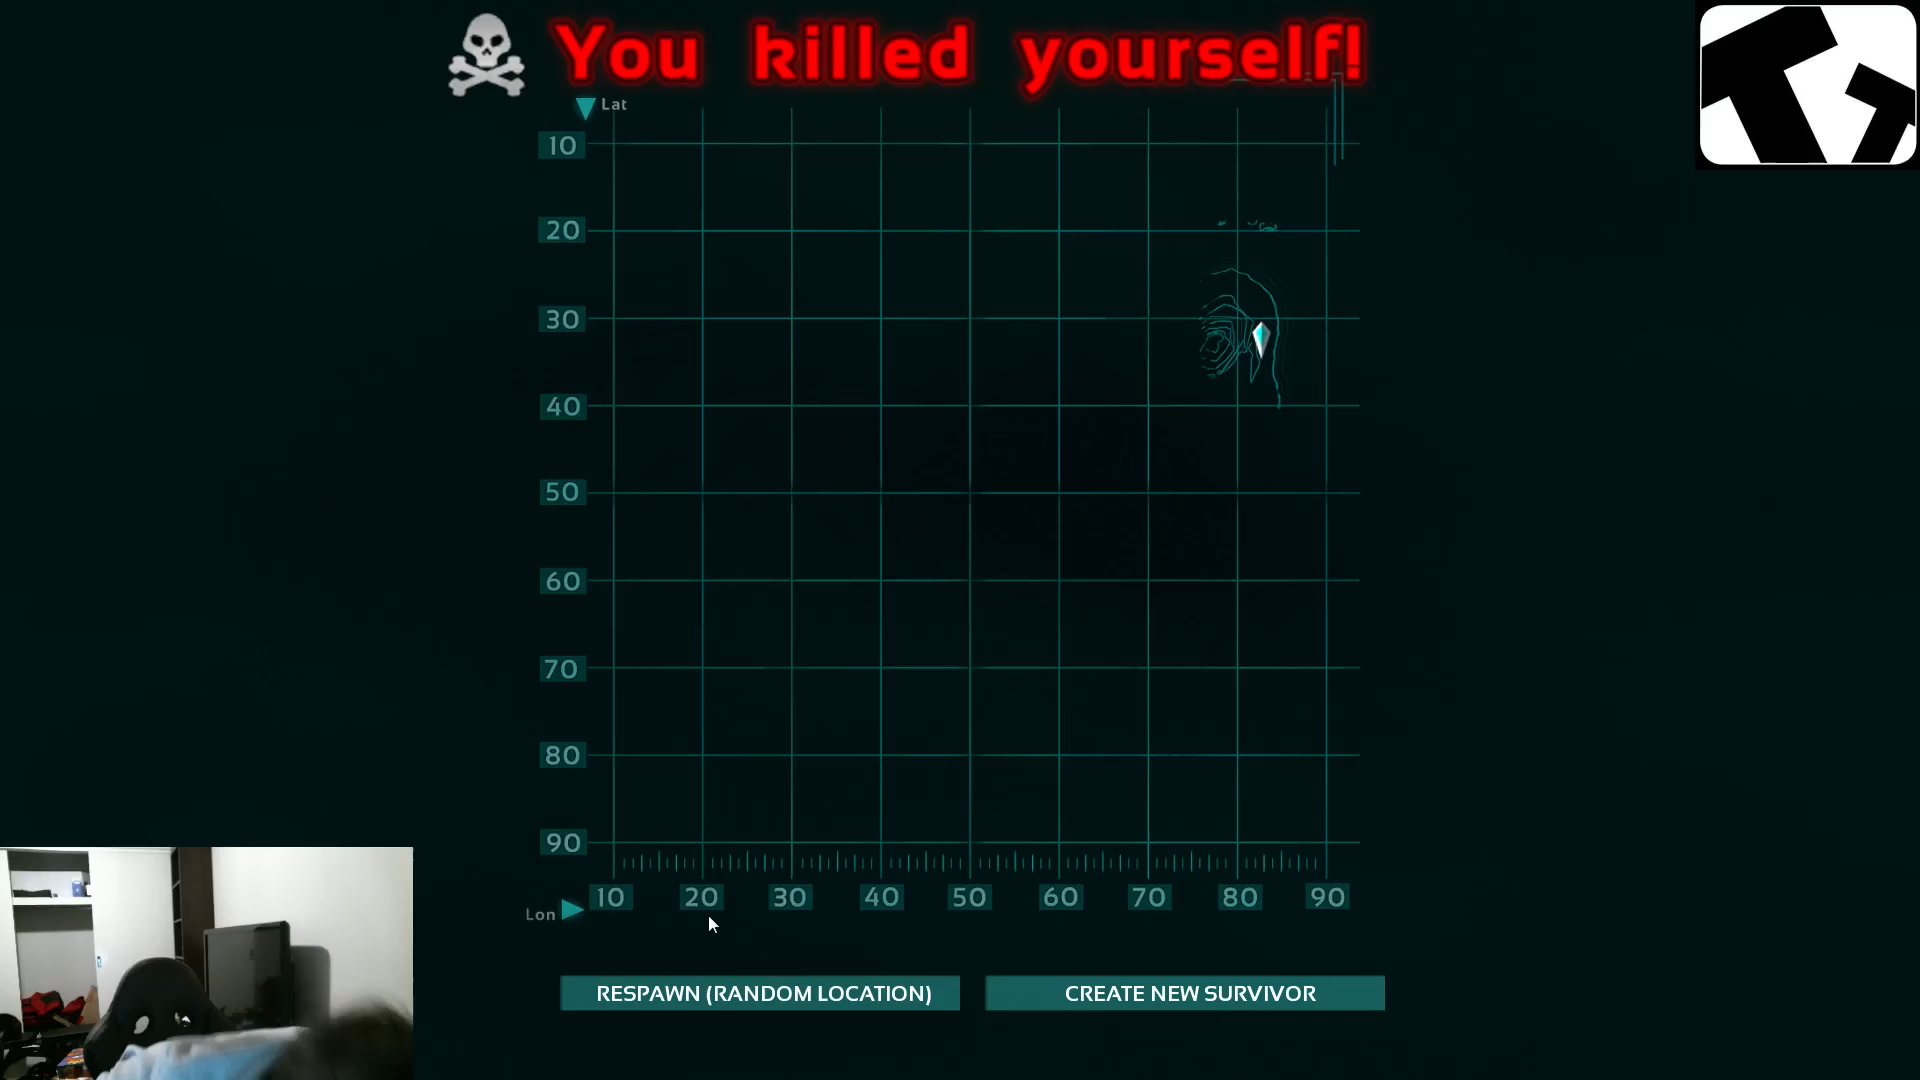 You killed yourself!
Lat
10
20
30
40
50
60
70
80
90
10 20 30 40 50 60 70 80 90
Lon
RESPAWN (RANDOM LOCATION)
CREATE NEW SURVIVOR